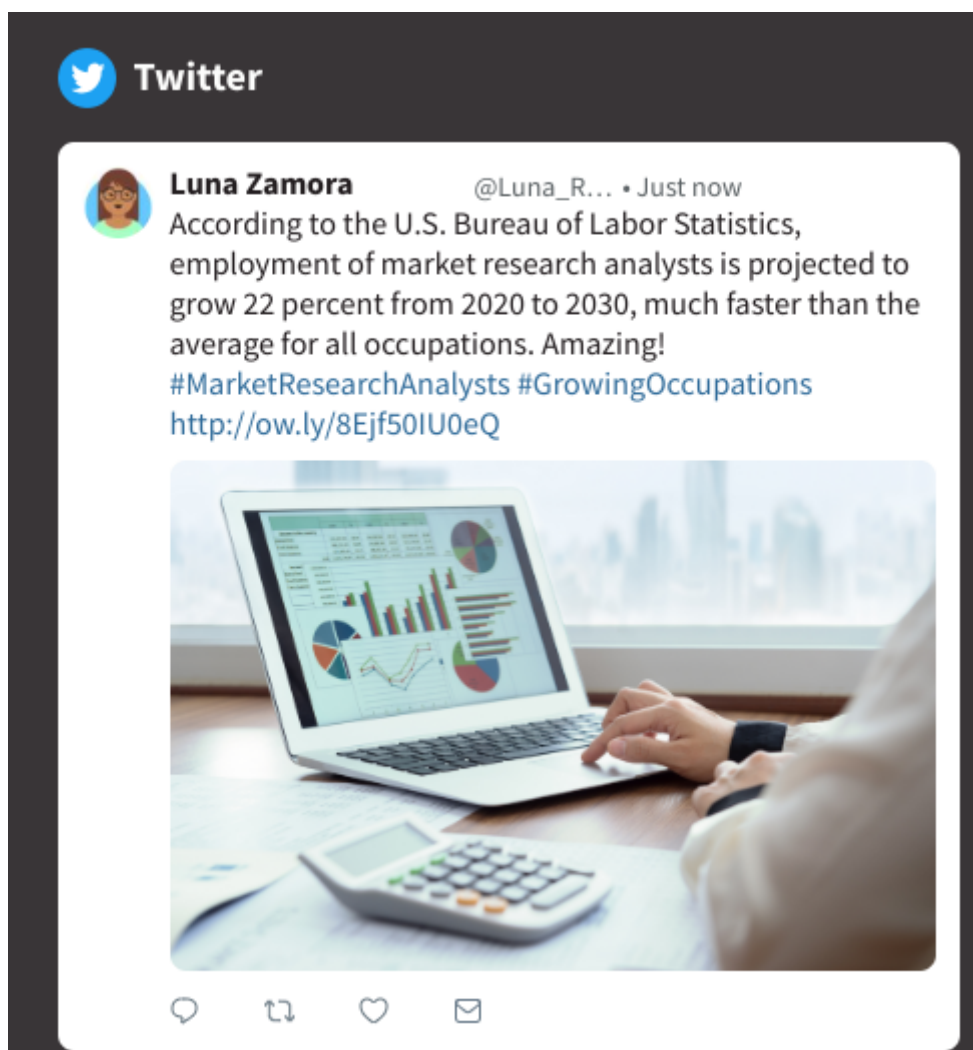 Twitter
Luna Zamora @Luna_R... • Just now
According to the U.S. Bureau of Labor Statistics,
employment of market research analysts is projected to
grow 22 percent from 2020 to 2030, much faster than the
average for all occupations. Amazing!
#MarketResearchAnalysts #GrowingOccupations
http://ow.ly/8Ejf50IU0eQ